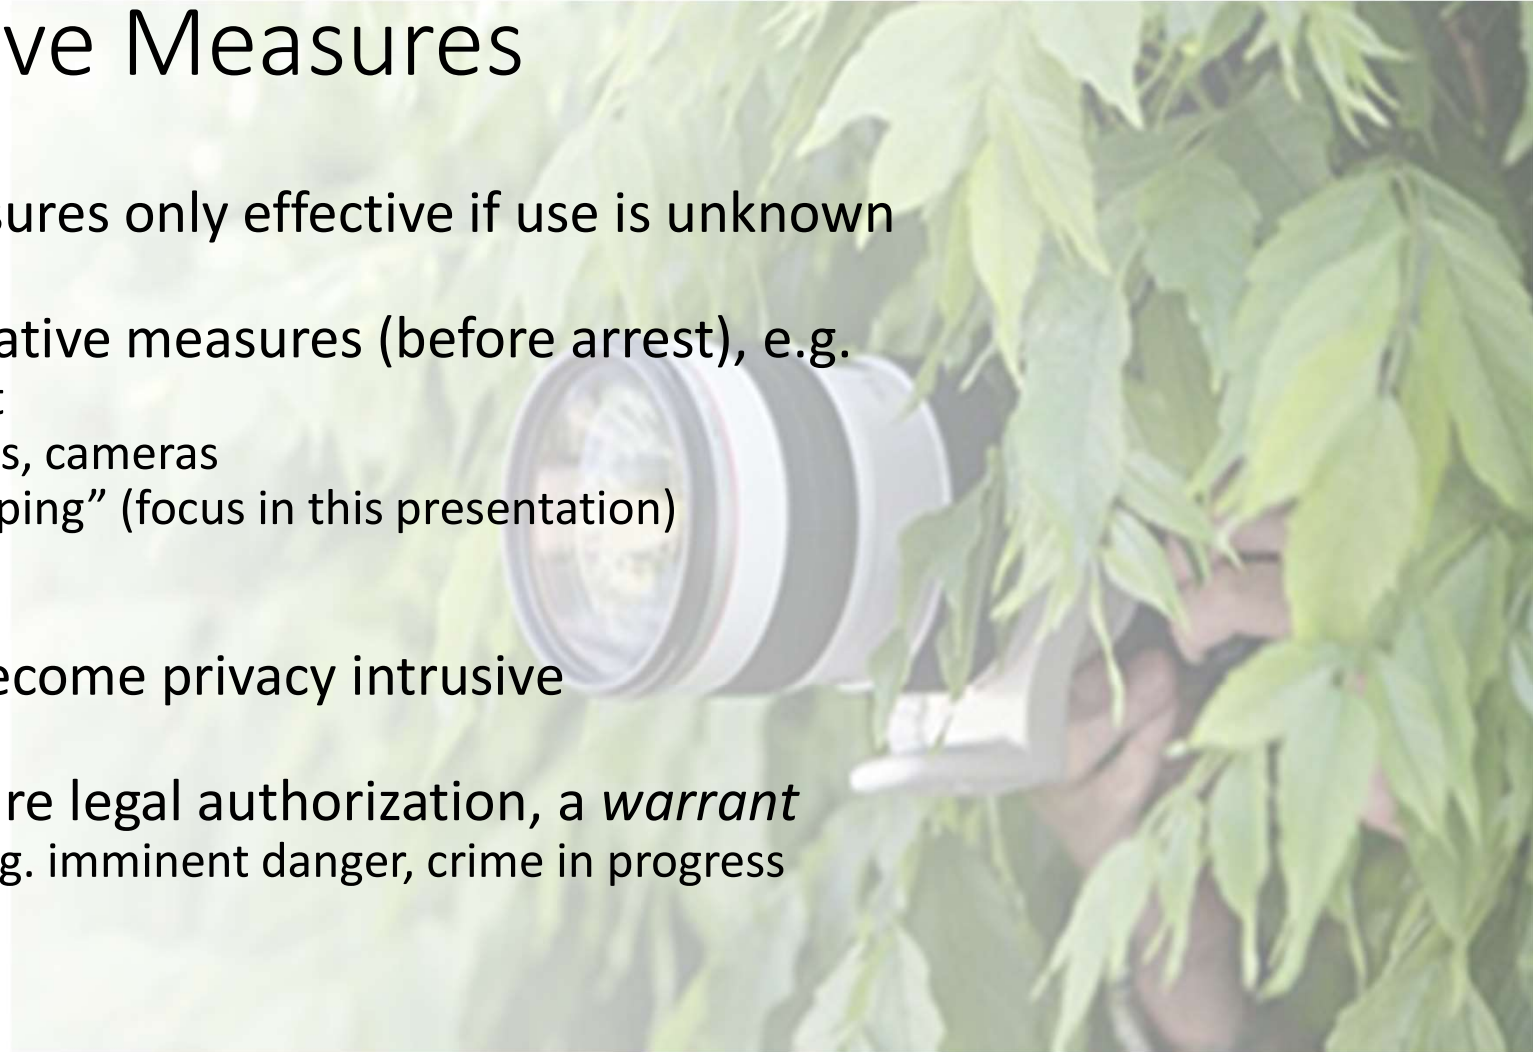 ve Measures
sures only effective if use is unknown
ative measures (before arrest), e.g.
t
s, cameras
ping” (focus in this presentation)
ecome privacy intrusive
re legal authorization, a warrant
g. imminent danger, crime in progress